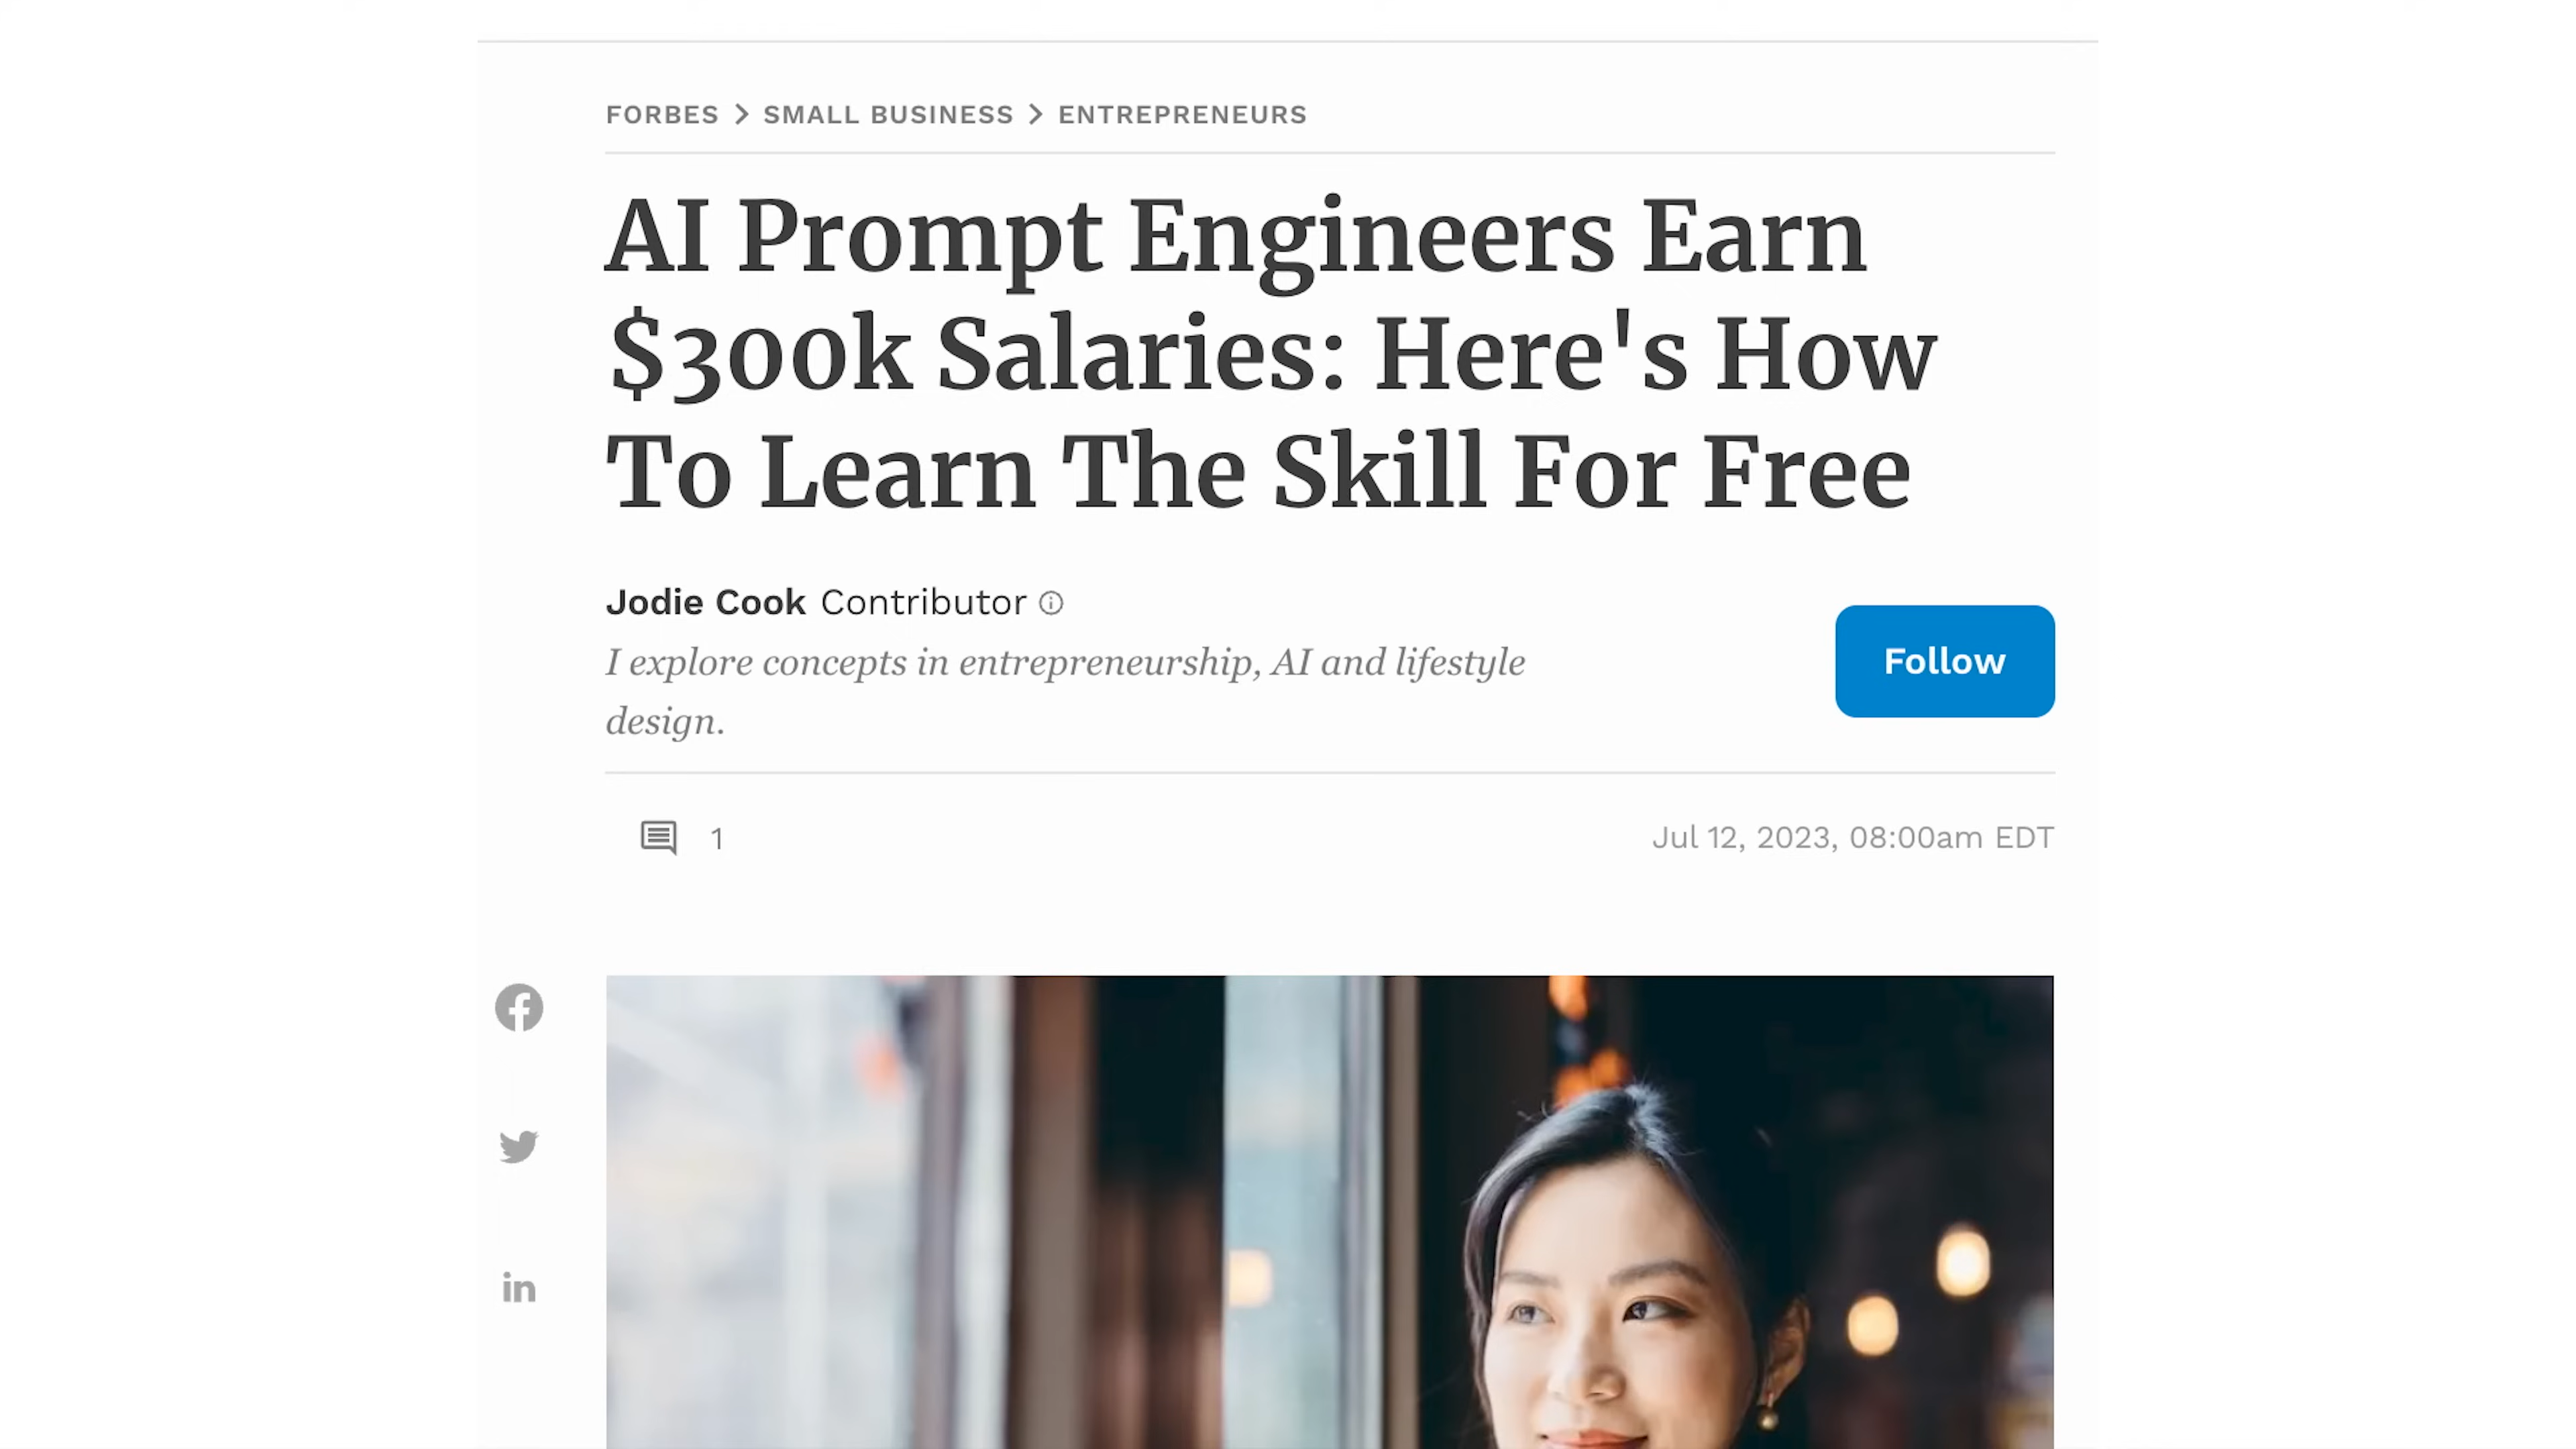 FORBES > SMALL BUSINESS > ENTREPRENEURS
AI Prompt Engineers Earn
$300k Salaries: Here's How
To Learn The Skill For Free
Jodie Cook Contributor
I explore concepts in entrepreneurship, AI and lifestyle
design.
Follow
1
Jul 12, 2023, 08:00am EDT